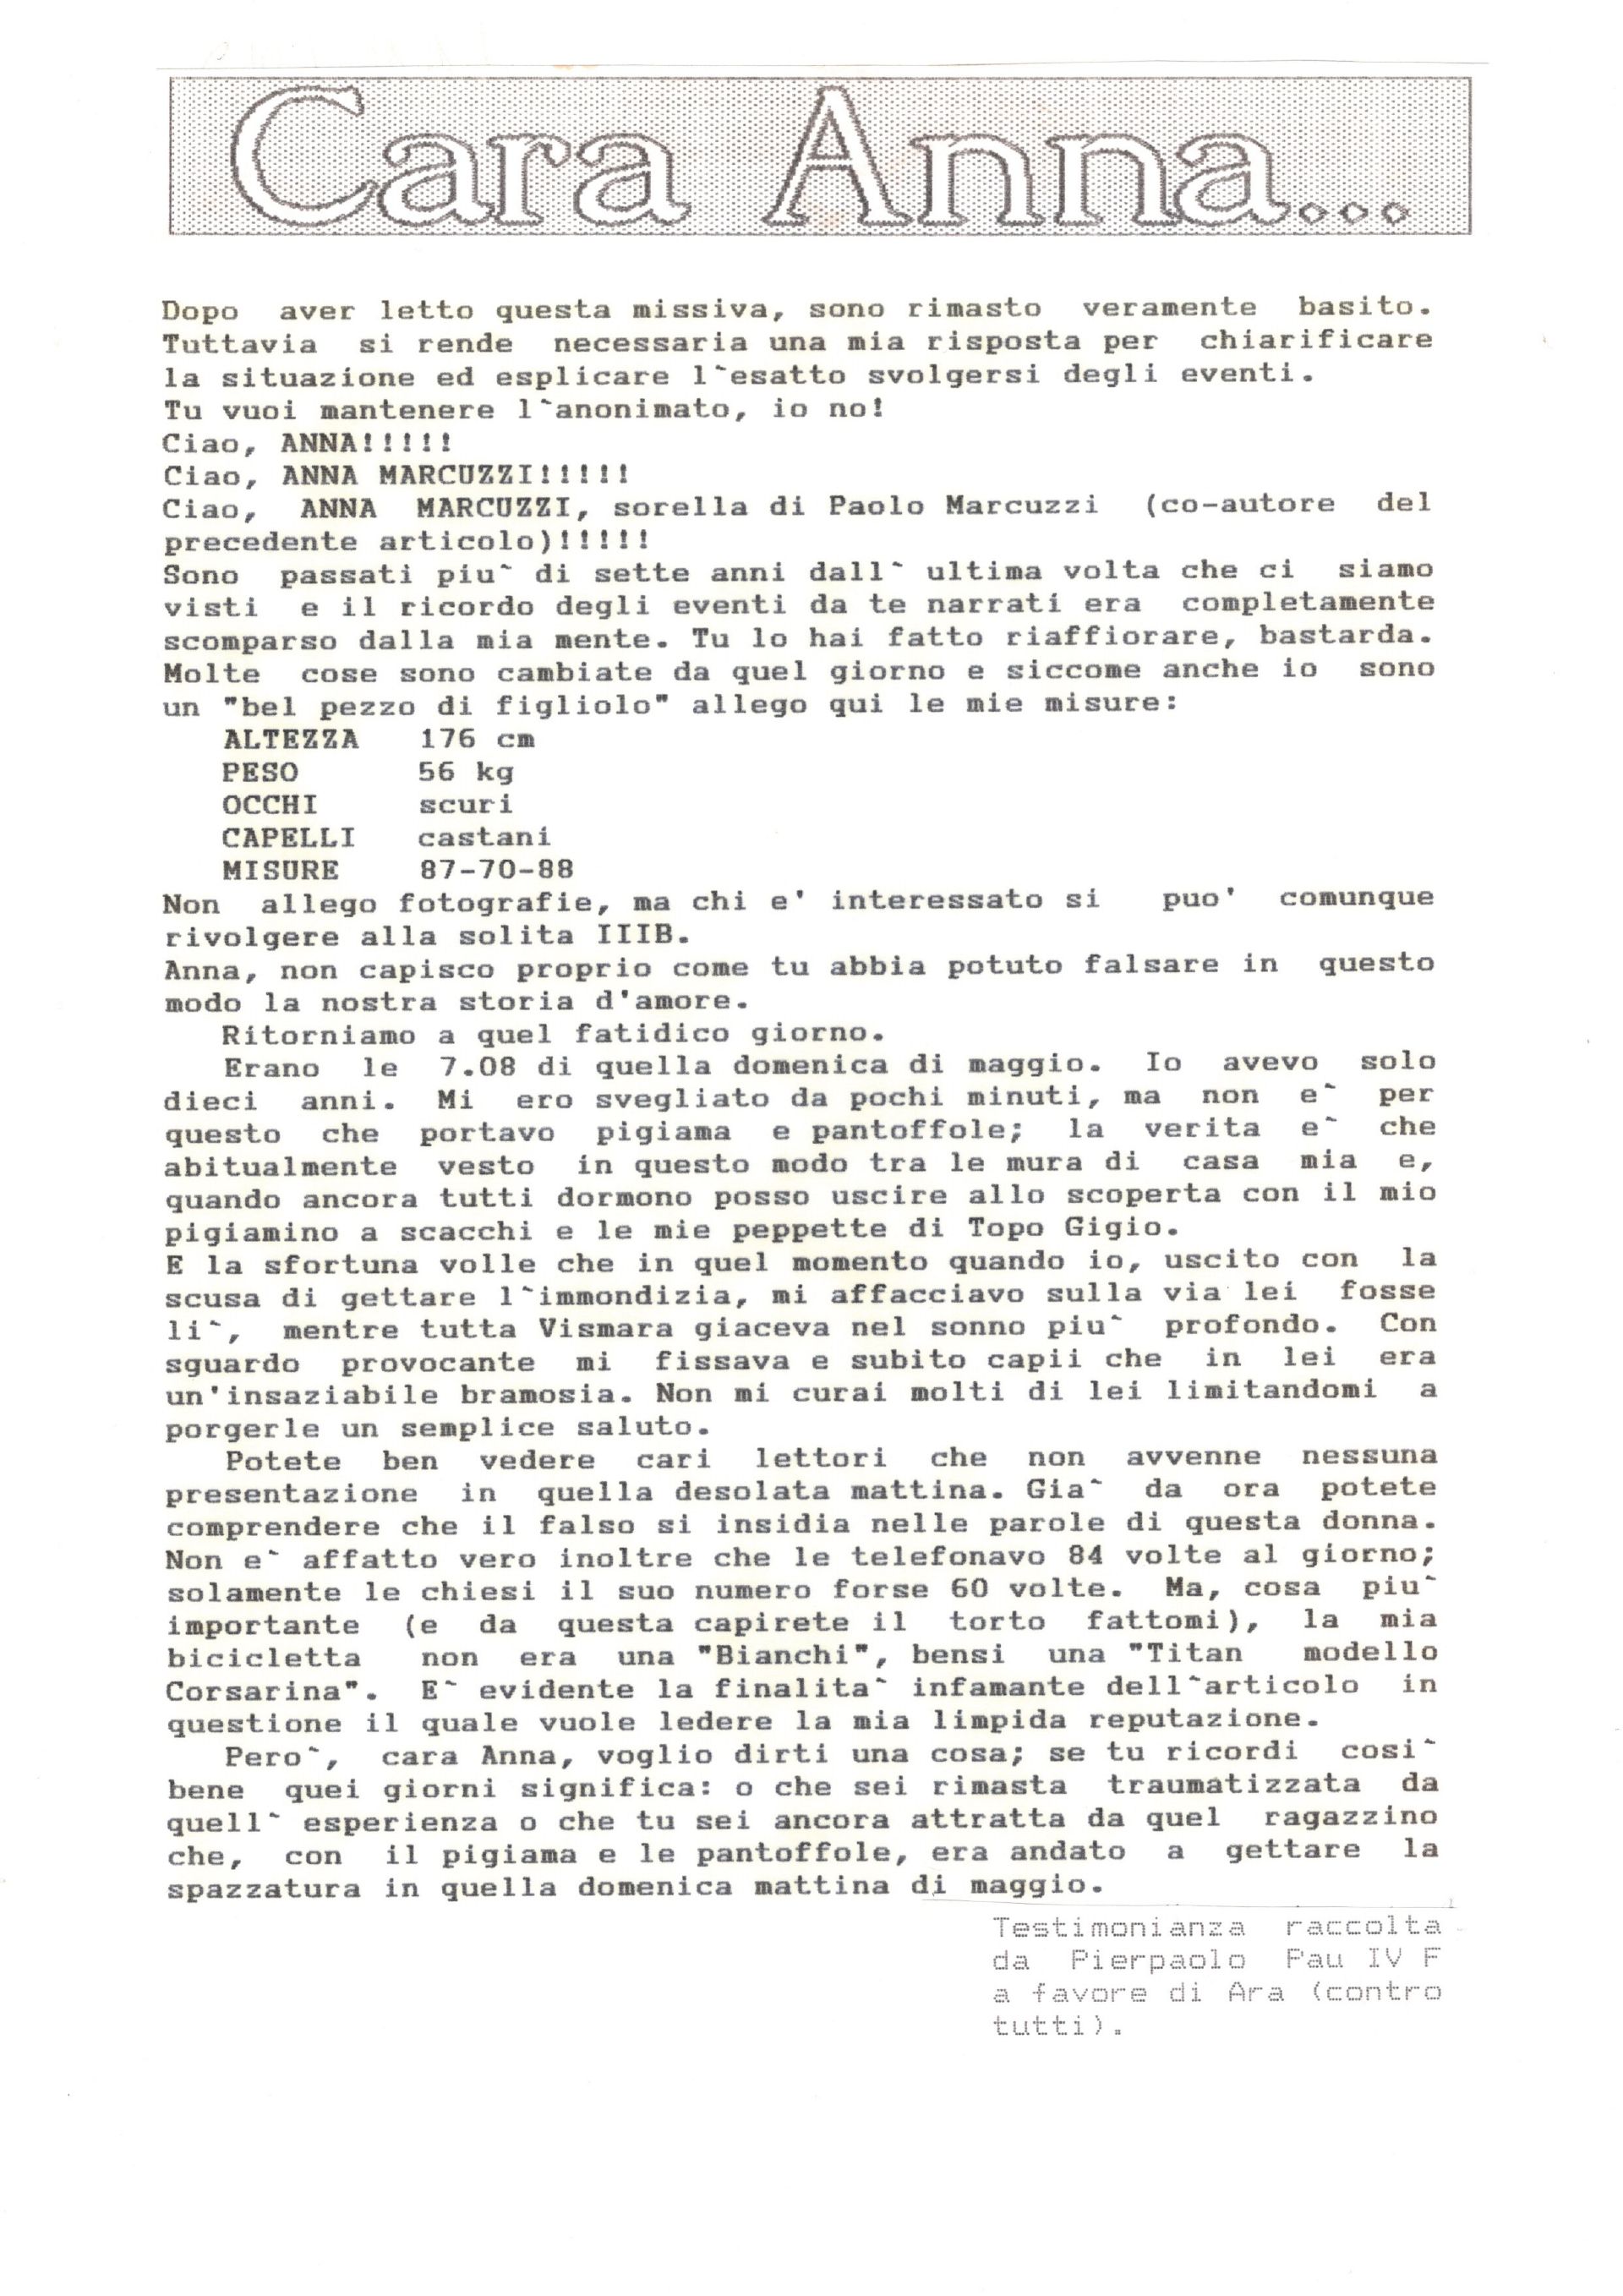 Cara Anna...
Dopo aver letto questa missiva, sono rimasto veramente basito.
Tuttavia si rende necessaria una mia risposta per chiarificare
la situazione ed esplicare l`esatto svolgersi degli eventi.
Tu vuoi mantenere l`anonimato, io no!
Ciao, ANNA!!!!!
Ciao, ANNA MARCUZZI!!!!!
Ciao, ANNA MARCUZZI, sorella di Paolo Marcuzzi (co-autore del
precedente articolo)!!!!!
Sono passati piu` di sette anni dall` ultima volta che ci siamo
visti e il ricordo degli eventi da te narrati era completamente
scomparso dalla mia mente. Tu lo hai fatto riaffiorare, bastarda.
Molte cose sono cambiate da quel giorno e siccome anche io sono
un "bel pezzo di figliolo" allego qui le mie misure:
ALTEZZA 176 cm
PESO 56 kg
OCCHI scuri
CAPELLI castani
MISURE 87-70-88
Non allego fotografie, ma chi e' interessato si puo' comunque
rivolgere alla solita IIIB.
Anna, non capisco proprio come tu abbia potuto falsare in questo
modo la nostra storia d'amore.
Ritorniamo a quel fatidico giorno.
Erano le 7.08 di quella domenica di maggio. Io avevo solo
dieci anni. Mi ero svegliato da pochi minuti, ma non e` per
questo che portavo pigiama e pantoffole; la verita e` che
abitualmente vesto in questo modo tra le mura di casa mia e,
quando ancora tutti dormono posso uscire allo scoperta con il mio
pigiamino a scacchi e le mie peppette di Topo Gigio.
E la sfortuna volle che in quel momento quando io, uscito con la
scusa di gettare l`immondizia, mi affacciavo sulla via lei fosse
li`, mentre tutta Vismara giaceva nel sonno piu` profondo. Con
sguardo provocante mi fissava e subito capii che in lei era
un'insaziabile bramosia. Non mi curai molti di lei limitandomi a
porgerle un semplice saluto.
Potete ben vedere cari lettori che non avvenne nessuna
presentazione in quella desolata mattina. Gia` da ora potete
comprendere che il falso si insidia nelle parole di questa donna.
Non e` affatto vero inoltre che le telefonavo 84 volte al giorno;
solamente le chiesi il suo numero forse 60 volte. Ma, cosa piu`
importante (e da questa capirete il torto fattomi), la mia
bicicletta non era una "Bianchi", bensi una "Titan modello
Corsarina". E` evidente la finalita` infamante dell`articolo in
questione il quale vuole ledere la mia limpida reputazione.
Pero`, cara Anna, voglio dirti una cosa; se tu ricordi cosi`
bene quei giorni significa: o che sei rimasta traumatizzata da
quell` esperienza o che tu sei ancora attratta da quel ragazzino
che, con il pigiama e le pantoffole, era andato a gettare la
spazzatura in quella domenica mattina di maggio.
Testimonianza raccolta
da Pierpaolo Pau IV F
a favore di Ara (contro
tutti).